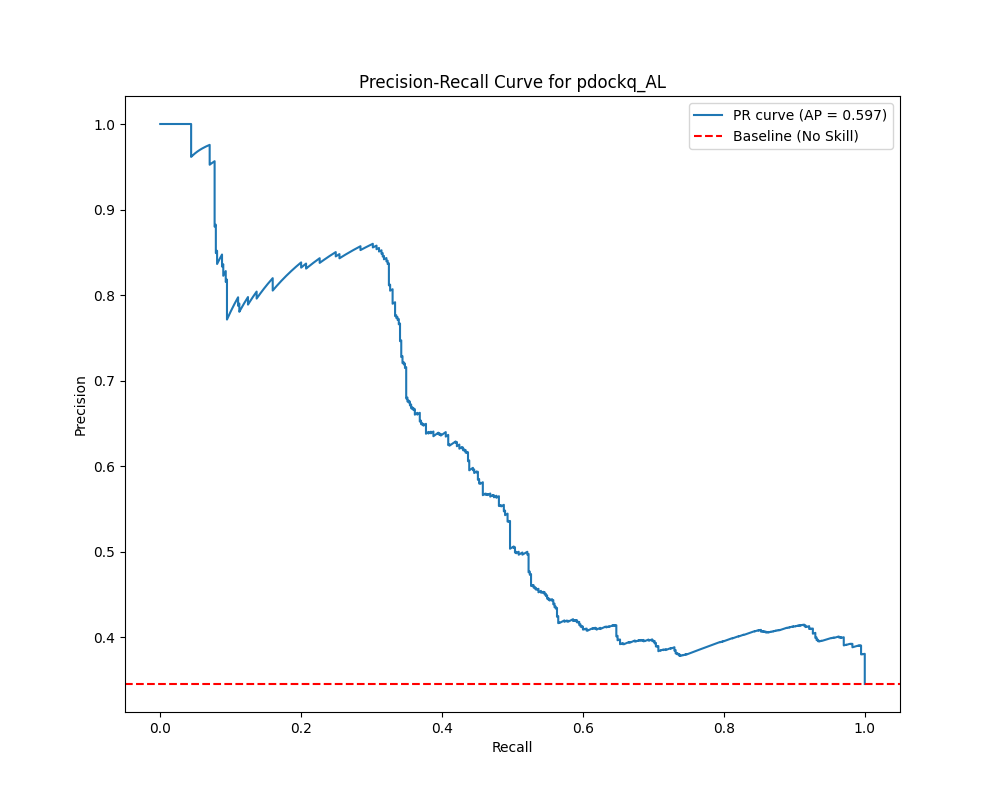 Precision-Recall Curve for pdockq_AL
PR curve (AP = 0.597)
Baseline (No Skill)
1.0
0.9
0.8
0.7
0.6
0.5
0.4
Precision
0.0 0.2 0.4 0.6 0.8 1.0
Recall